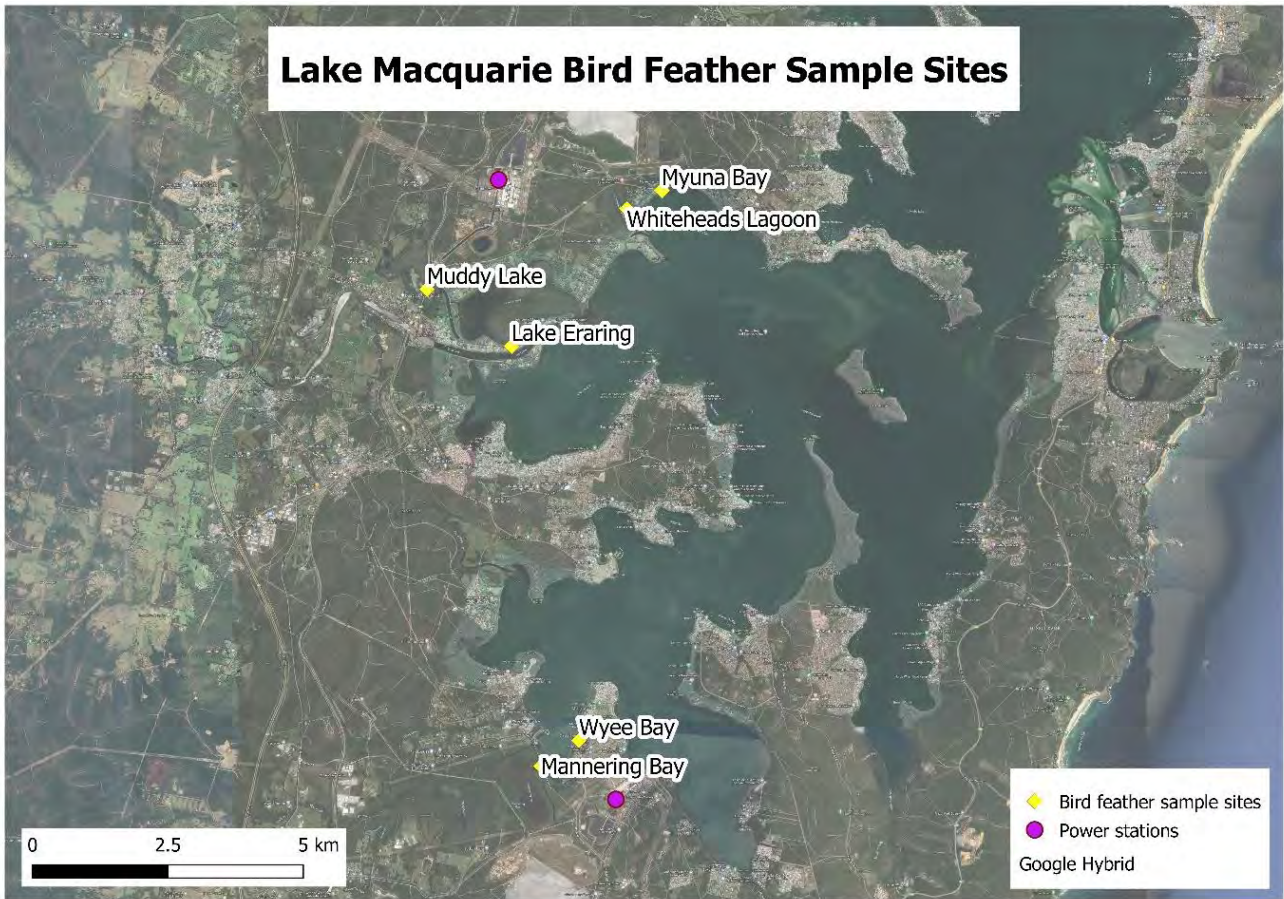 Lake Macquarie Bird Feather Sample Sites
Myuna Bay
Whiteheads Lagoon
Muddy Lake
Lake Eraring
Wyee Bay
Mannering Bay
0 2.5 5 km
Bird feather sample sites
Power stations
Google Hybrid